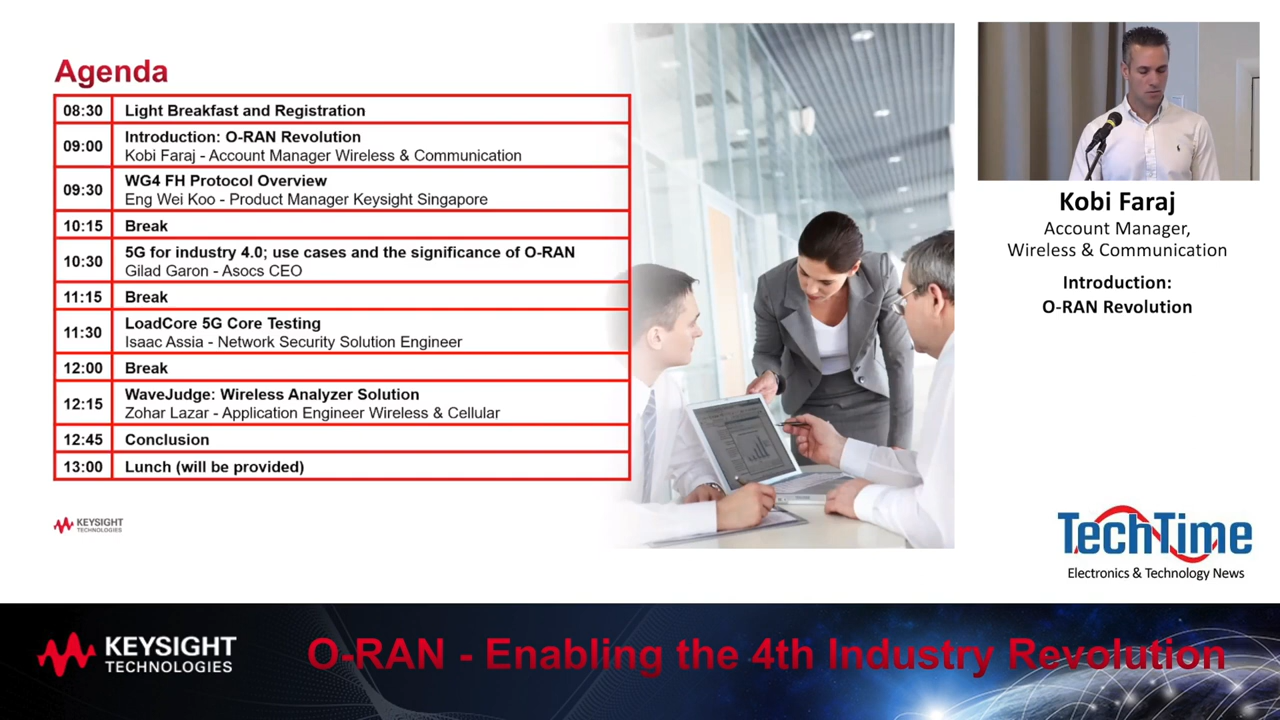 Agenda
08:30 Light Breakfast and Registration
09:00 Introduction: O-RAN Revolution
Kobi Faraj - Account Manager Wireless & Communication
09:30 WG4 FH Protocol Overview
Eng Wei Koo - Product Manager Keysight Singapore
10:15 Break
10:30 5G for industry 4.0; use cases and the significance of O-RAN
Gilad Garon - Asocs CEO
11:15 Break
11:30 LoadCore 5G Core Testing
Isaac Assia - Network Security Solution Engineer
12:00 Break
12:15 WaveJudge: Wireless Analyzer Solution
Zohar Lazar - Application Engineer Wireless & Cellular
12:45 Conclusion
13:00 Lunch (will be provided)
KEYSIGHT
TECHNOLOGIES
Kobi Faraj
Account Manager,
Wireless & Communication
Introduction:
O-RAN Revolution
TechTime
Electronics & Technology News
KEYSIGHT
TECHNOLOGIES
O-RAN - Enabling the 4th Industry Revolution